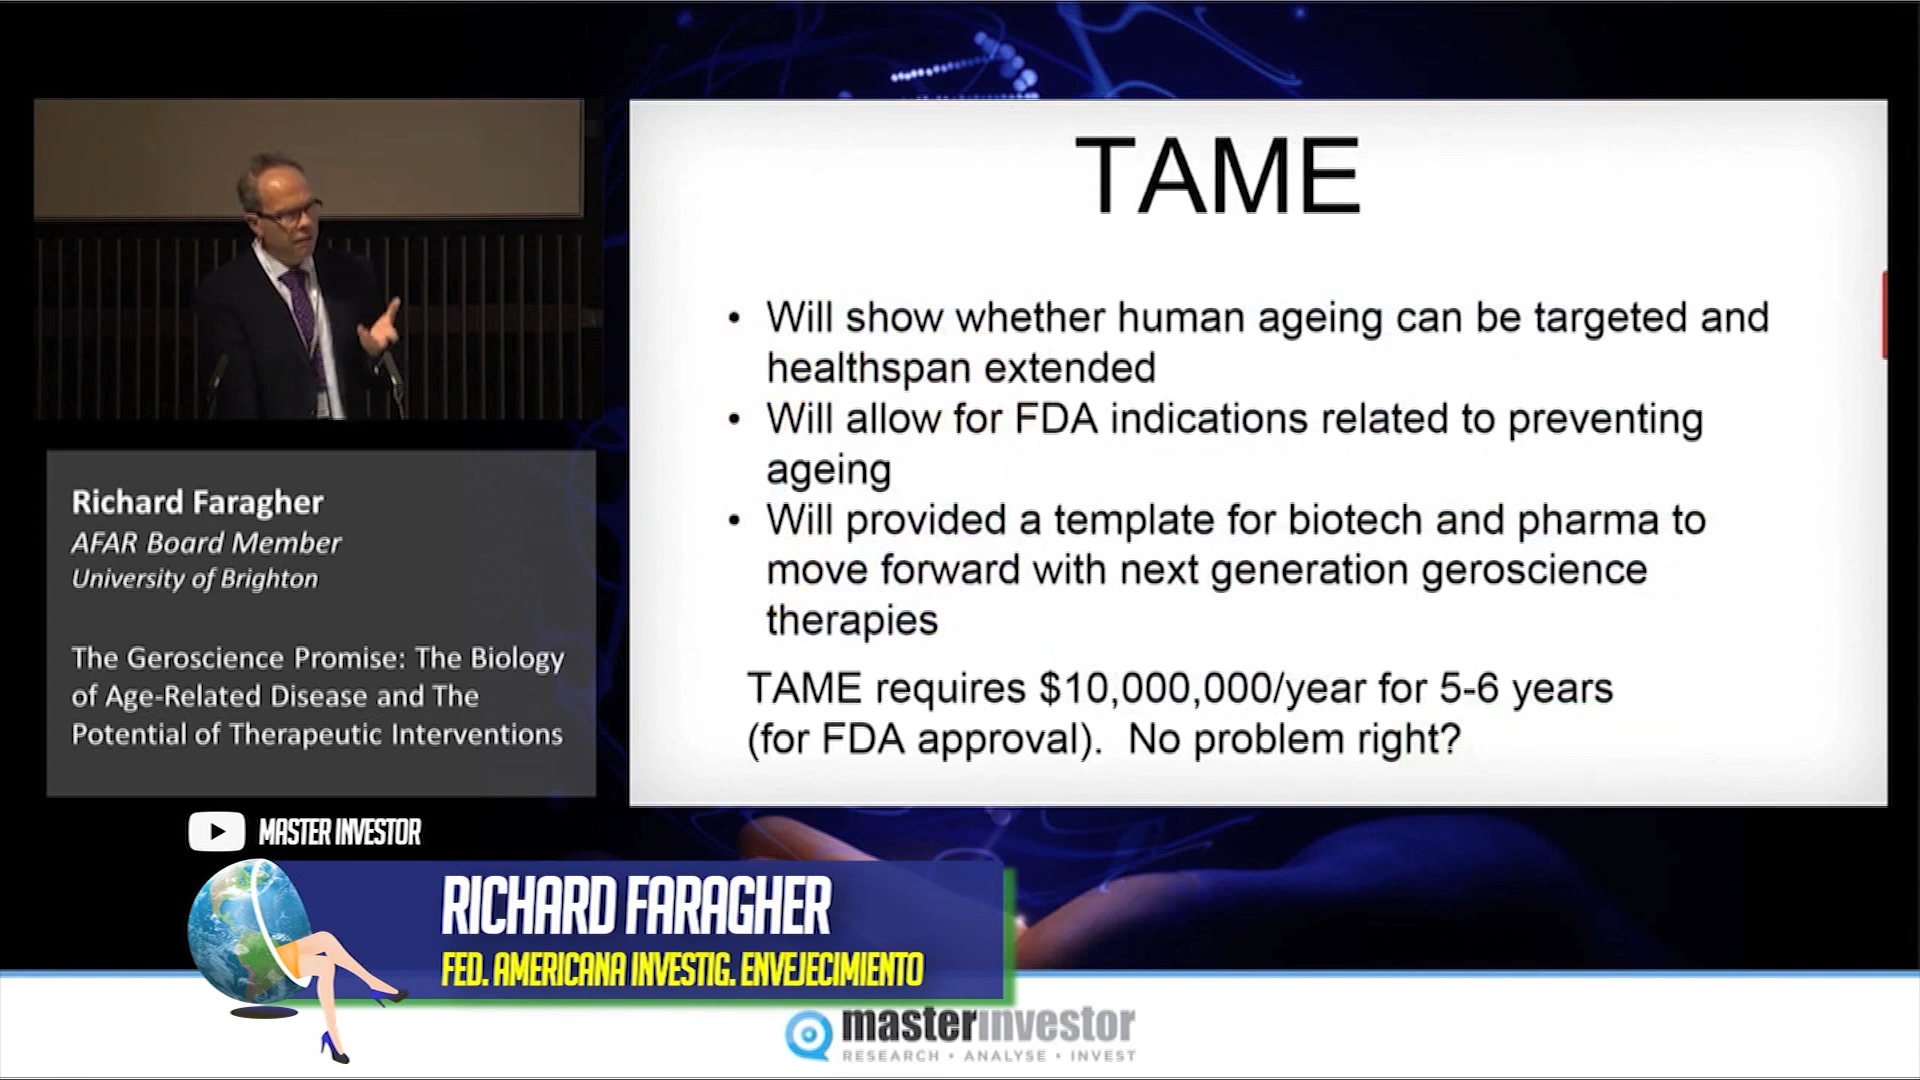 TAME
• Will show whether human ageing can be targeted and
healthspan extended
• Will allow for FDA indications related to preventing
ageing
• Will provided a template for biotech and pharma to
move forward with next generation geroscience
therapies
TAME requires $10,000,000/year for 5-6 years
(for FDA approval). No problem right?
Richard Faragher
AFAR Board Member
University of Brighton
The Geroscience Promise: The Biology
of Age-Related Disease and The
Potential of Therapeutic Interventions
MASTER INVESTOR
RICHARD FARAGHER
FED. AMERICANA INVESTIG. ENVEJECIMIENTO
masterinvestor
RESEARCH • ANALYSE • INVEST